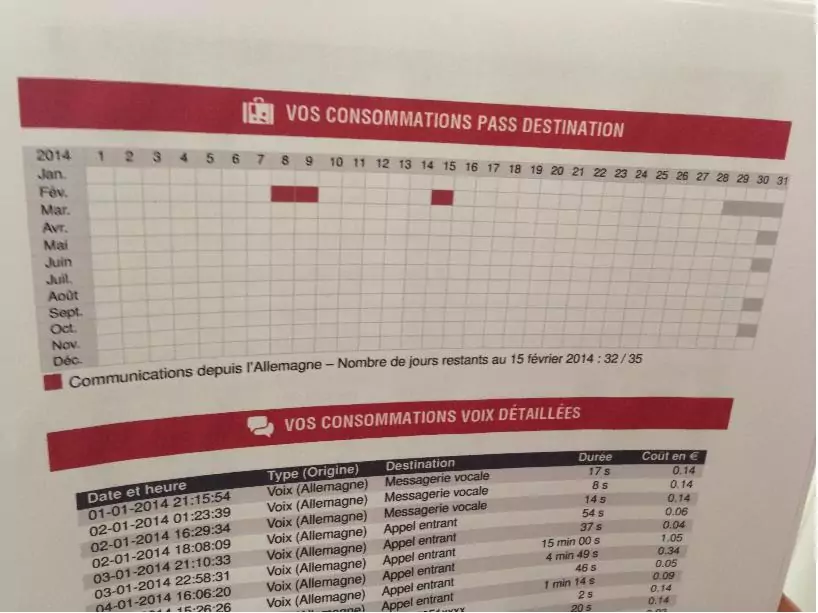 VOS CONSOMMATIONS PASS DESTINATION
2014 1 2 3 4 5 6 7 8 9 10 11 12 13 14 15 16 17 18 19 20 21 22 23 24 25 26 27 28 29 30 31
Jan.
Fév.
Mar.
Avr.
Mai
Juin
Juil.
Août
Sept.
Oct.
Nov.
Déc.
Communications depuis l'Allemagne – Nombre de jours restants au 15 février 2014 : 32 / 35
VOS CONSOMMATIONS VOIX DÉTAILLÉES
Date et heure Type (Origine) Destination Durée Coût en €
01-01-2014 21:15:54 Voix (Allemagne) Messagerie vocale 17 s 0.14
02-01-2014 01:23:39 Voix (Allemagne) Messagerie vocale 8 s 0.14
02-01-2014 16:29:34 Voix (Allemagne) Messagerie vocale 14 s 0.14
02-01-2014 18:08:09 Voix (Allemagne) Appel entrant 54 s 0.06
03-01-2014 21:10:33 Voix (Allemagne) Appel entrant 37 s 0.04
03-01-2014 22:58:31 Voix (Allemagne) Appel entrant 15 min 00 s 1.05
04-01-2014 16:06:20 Voix (Allemagne) Appel entrant 4 min 49 s 0.34
15:26:26 Appel entrant 46 s 0.05
1 min 14 s 0.09
2 s 0.14
20 s